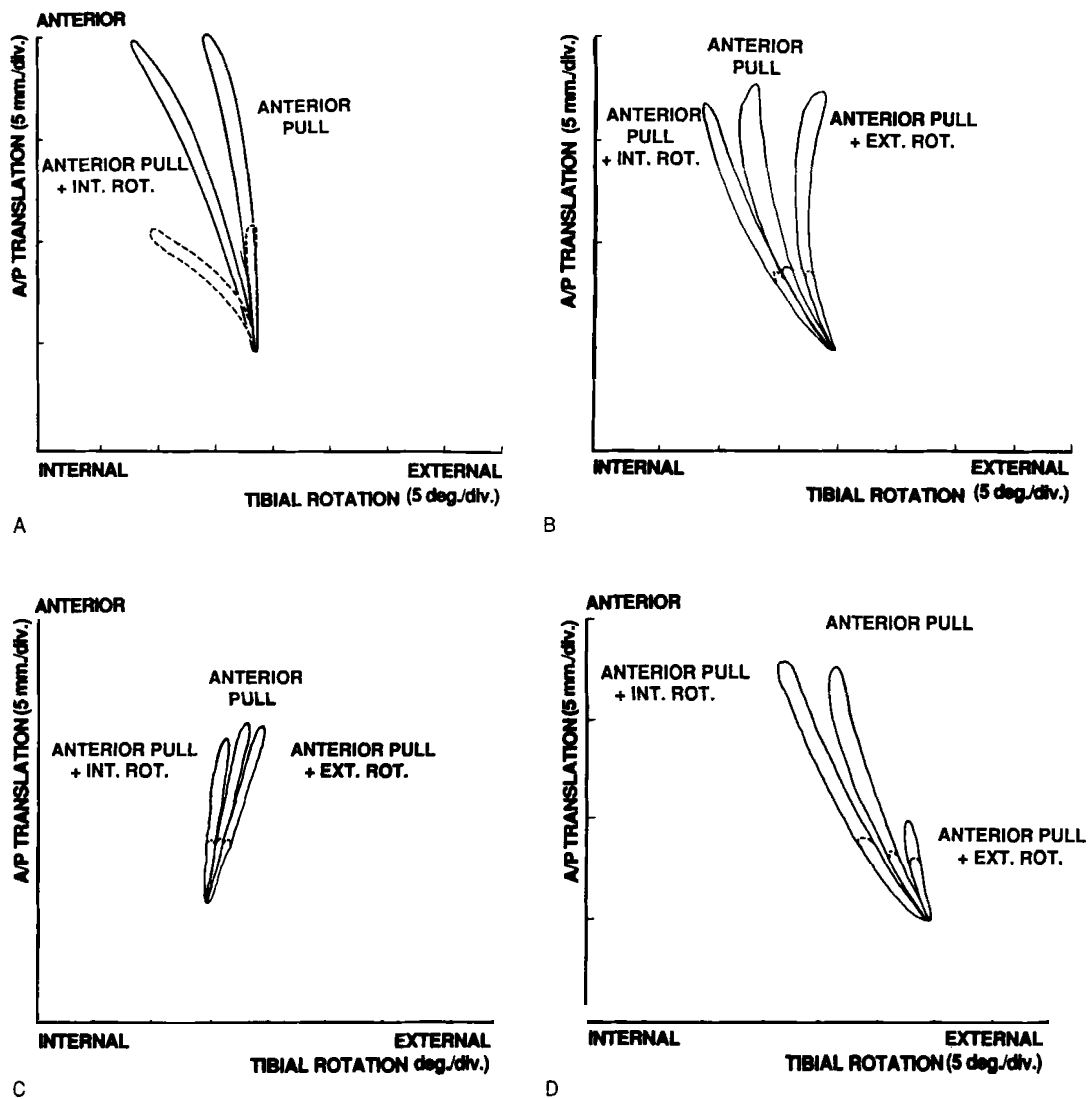 ANTERIOR
A/P TRANSLATION (5 mm./div.)
ANTERIOR
PULL
ANTERIOR PULL
+ INT. ROT.
INTERNAL
EXTERNAL
TIBIAL ROTATION (5 deg./div.)
A
A/P TRANSLATION (5 mm./div.)
ANTERIOR
PULL
ANTERIOR
PULL
+ INT. ROT.
ANTERIOR PULL
+ EXT. ROT.
INTERNAL
EXTERNAL
TIBIAL ROTATION (5 deg./div.)
B
ANTERIOR
A/P TRANSLATION (5 mm./div.)
ANTERIOR
PULL
ANTERIOR PULL
+ INT. ROT.
ANTERIOR PULL
+ EXT. ROT.
INTERNAL
EXTERNAL
TIBIAL ROTATION deg./div.)
C
ANTERIOR
A/P TRANSLATION (5 mm./div.)
ANTERIOR PULL
ANTERIOR PULL
+ INT. ROT.
ANTERIOR PULL
+ EXT. ROT.
INTERNAL
EXTERNAL
TIBIAL ROTATION (5 deg./div.)
D